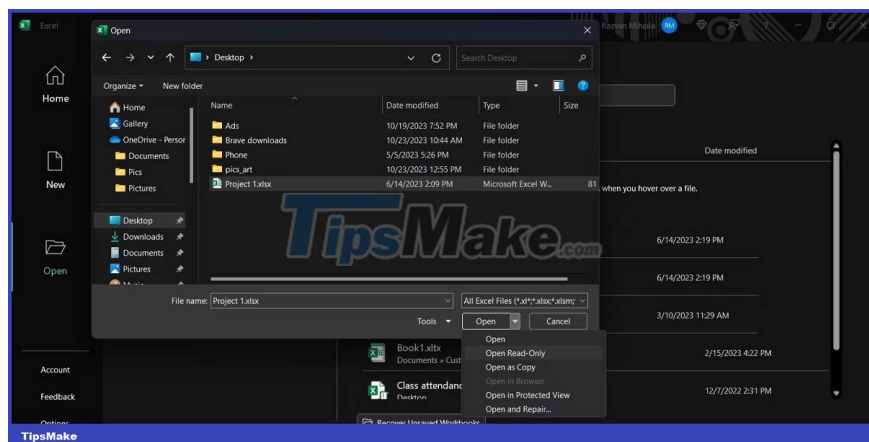 Excel
Open
Razvan Mihaila
RM
?
Desktop
Search Desktop
Organize
New folder
Home
Home
Gallery
OneDrive - Persor
Documents
Pics
Pictures
Desktop
Downloads
Documents
Pictures
New
Open
Name
Date modified
Type
Size
Ads
10/19/2023 7:52 PM
File folder
Brave downloads
10/23/2023 10:44 AM
File folder
Phone
5/5/2023 5:26 PM
File folder
pics_art
10/23/2023 12:55 PM
File folder
Project 1.xlsx
6/14/2023 2:09 PM
Microsoft Excel W...
81
TipsMake.com
File name:
Project 1.xlsx
All Excel Files (*.xl*;*.xlsx;*.xlsm;
Tools
Open
Cancel
Open
Open Read-Only
Open as Copy
Open in Browser
Open in Protected View
Open and Repair...
Date modified
when you hover over a file.
6/14/2023 2:19 PM
6/14/2023 2:19 PM
3/10/2023 11:29 AM
Book1.xltx
Documents » Cust
2/15/2023 4:22 PM
Class attendanc
Desktop
12/7/2022 2:31 PM
Recover Unsaved Workbooks
Account
Feedback
Options
TipsMake